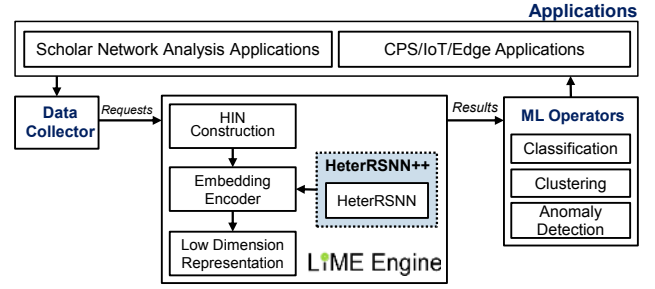 Applications
Scholar Network Analysis Applications
CPS/IoT/Edge Applications
Data
Collector
Requests
HIN
Construction
Embedding
Encoder
Low Dimension
Representation
HeterRSNN++
HeterRSNN
LiME Engine
Results
ML Operators
Classification
Clustering
Anomaly
Detection